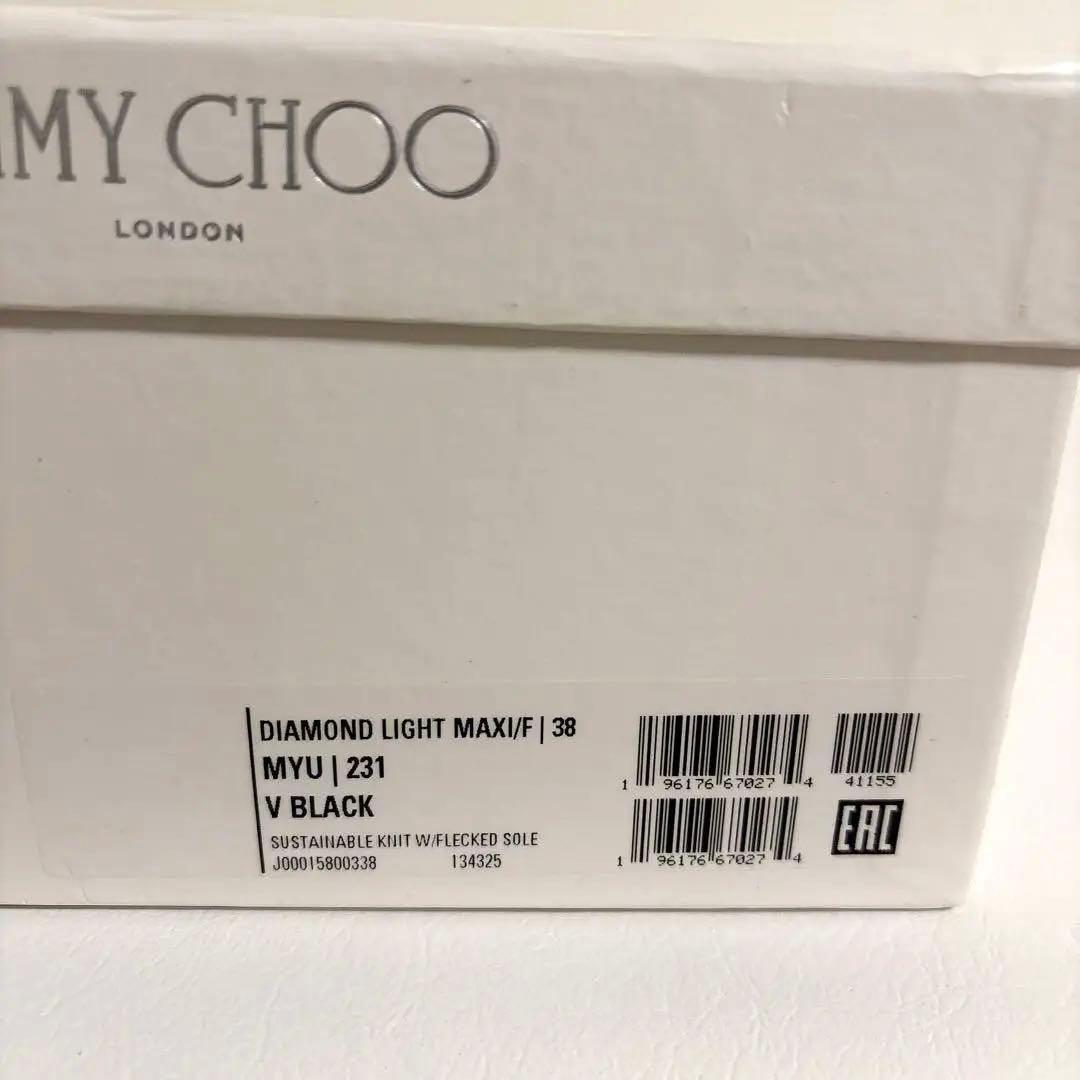 MMY CHOO
LONDON
DIAMOND LIGHT MAXI/F | 38
MYU | 231
V BLACK
SUSTAINABLE KNIT W/FLECKED SOLE
J00015800338 134325
1 96176 67027 4
41155
1 96176 67027 4
EAC